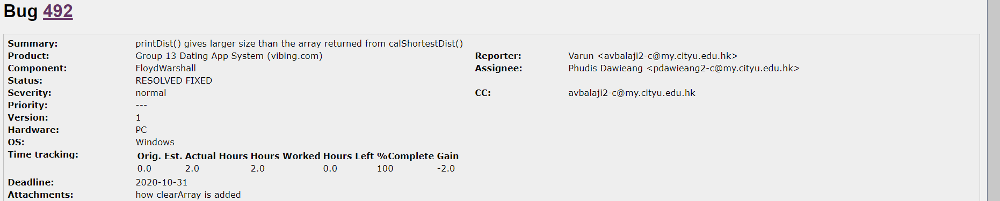 Bug 492
Summary: printDist() gives larger size than the array returned from calShortestDist()
Product: Group 13 Dating App System (vibing.com) Reporter: Varun <avbalaji2-c@my.cityu.edu.hk>
Component: FloydWarshall Assignee: Phudis Dawieang <pdawieang2-c@my.cityu.edu.hk>
Status: RESOLVED FIXED
Severity: normal CC: avbalaji2-c@my.cityu.edu.hk
Priority: ---
Version: 1
Hardware: PC
OS: Windows
Time tracking: Orig. Est. Actual Hours Hours Worked Hours Left %Complete Gain
0.0 2.0 2.0 0.0 100 -2.0
Deadline: 2020-10-31
Attachments: how clearArray is added